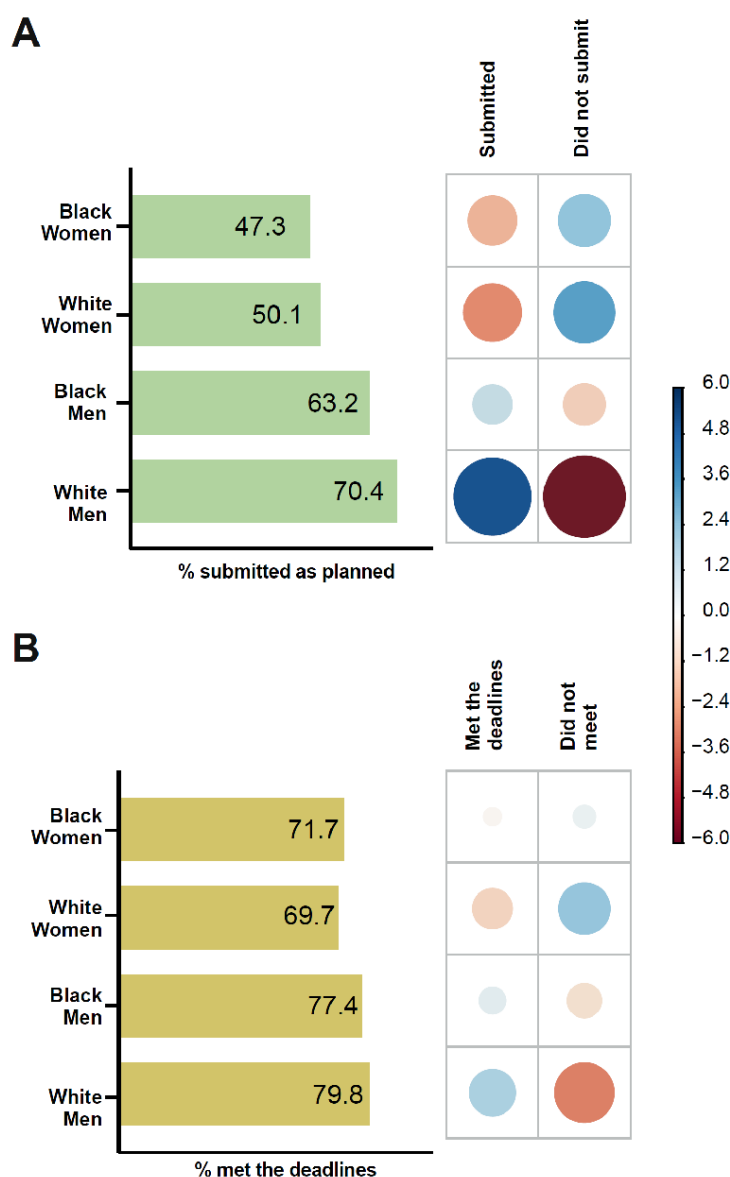 A
Submitted
Did not submit
Black
Women
47.3
White
Women
50.1
Black
Men
63.2
White
Men
70.4
% submitted as planned
6.0
4.8
3.6
2.4
1.2
0.0
−1.2
−2.4
−3.6
−4.8
−6.0
B
Met the
deadlines
Did not
meet
Black
Women
71.7
White
Women
69.7
Black
Men
77.4
White
Men
79.8
% met the deadlines